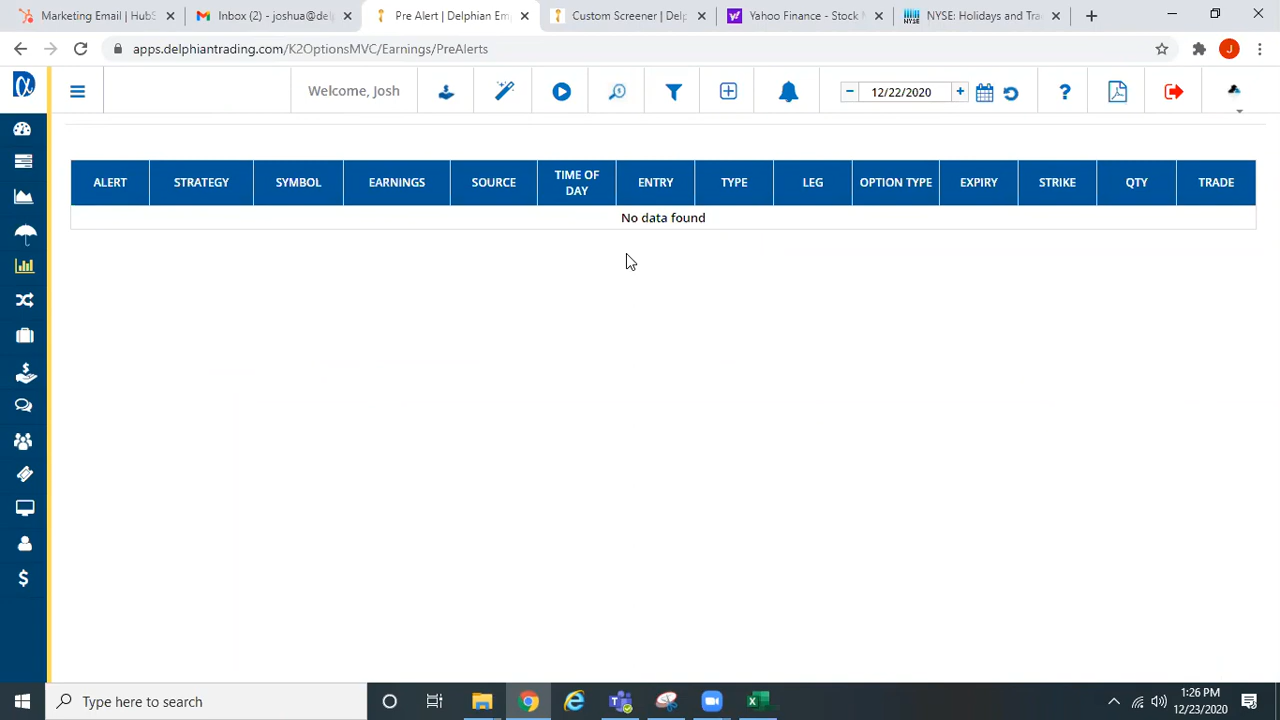 Marketing Email | HubS
Inbox (2) - joshua@del
Pre Alert | Delphian Em
Custom Screener | Delp
Yahoo Finance - Stock M
NYSE: Holidays and Tra
apps.delphiantrading.com/K2OptionsMVC/Earnings/PreAlerts
J
α
Welcome, Josh
12/22/2020
?
ALERT STRATEGY SYMBOL EARNINGS SOURCE TIME OF DAY ENTRY TYPE LEG OPTION TYPE EXPIRY STRIKE QTY TRADE
No data found
Type here to search
1:26 PM
12/23/2020